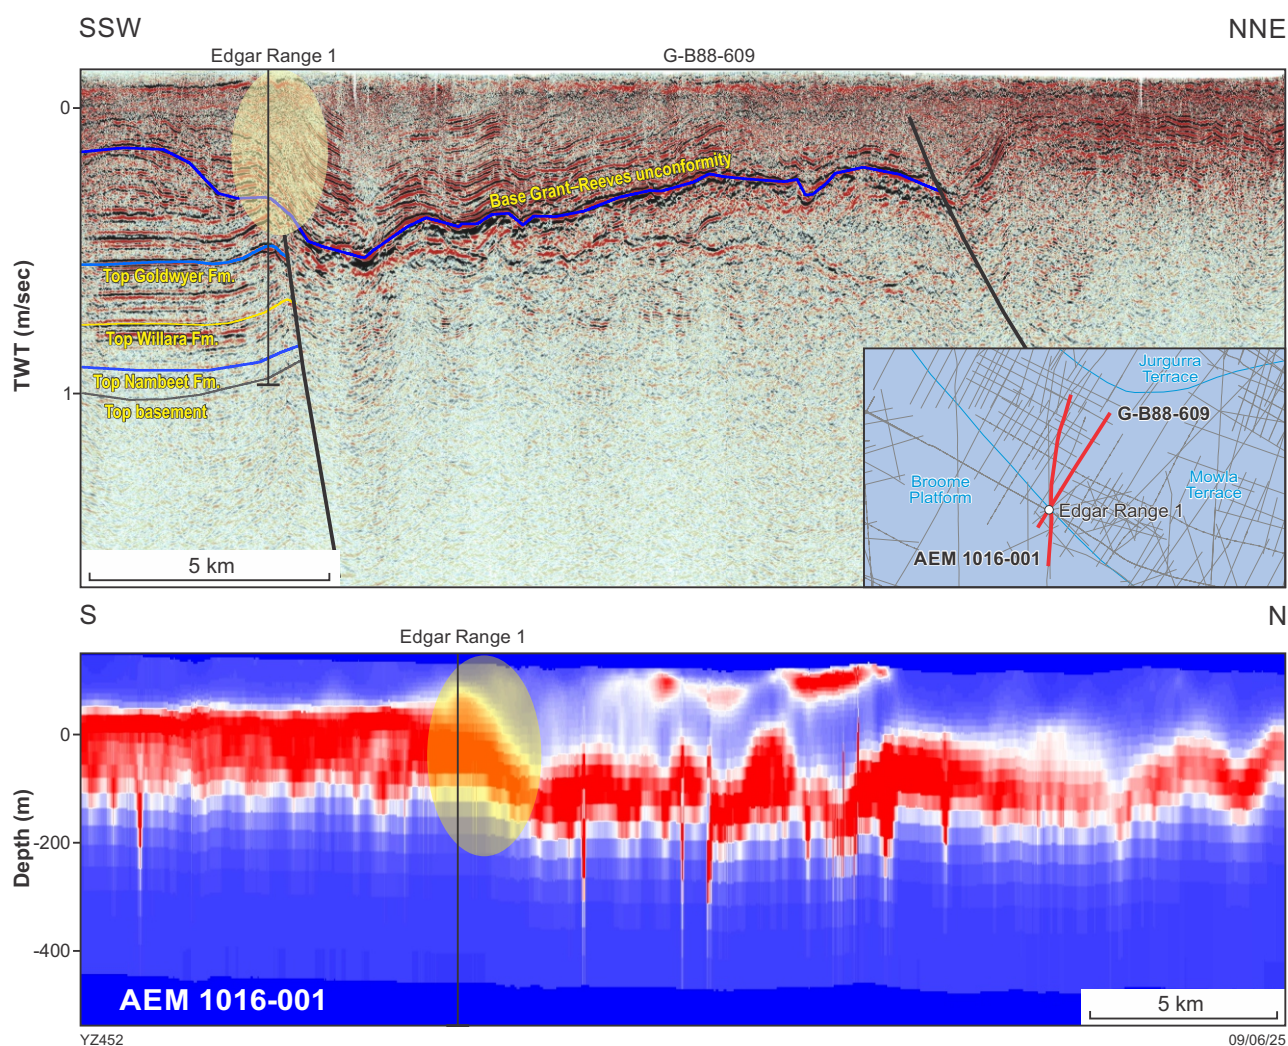 SSW
NNE
Edgar Range 1
G-B88-609
0
TWT (m/sec)
1
Base Grant–Reeves unconformity
Top Goldwyer Fm.
Top Willara Fm.
Top Nambeet Fm.
Top basement
5 km
Jurgurra
Terrace
G-B88-609
Broome
Platform
Mowla
Terrace
Edgar Range 1
AEM 1016-001
S
N
Edgar Range 1
0
Depth (m)
-200
-400
AEM 1016-001
5 km
YZ452
09/06/25